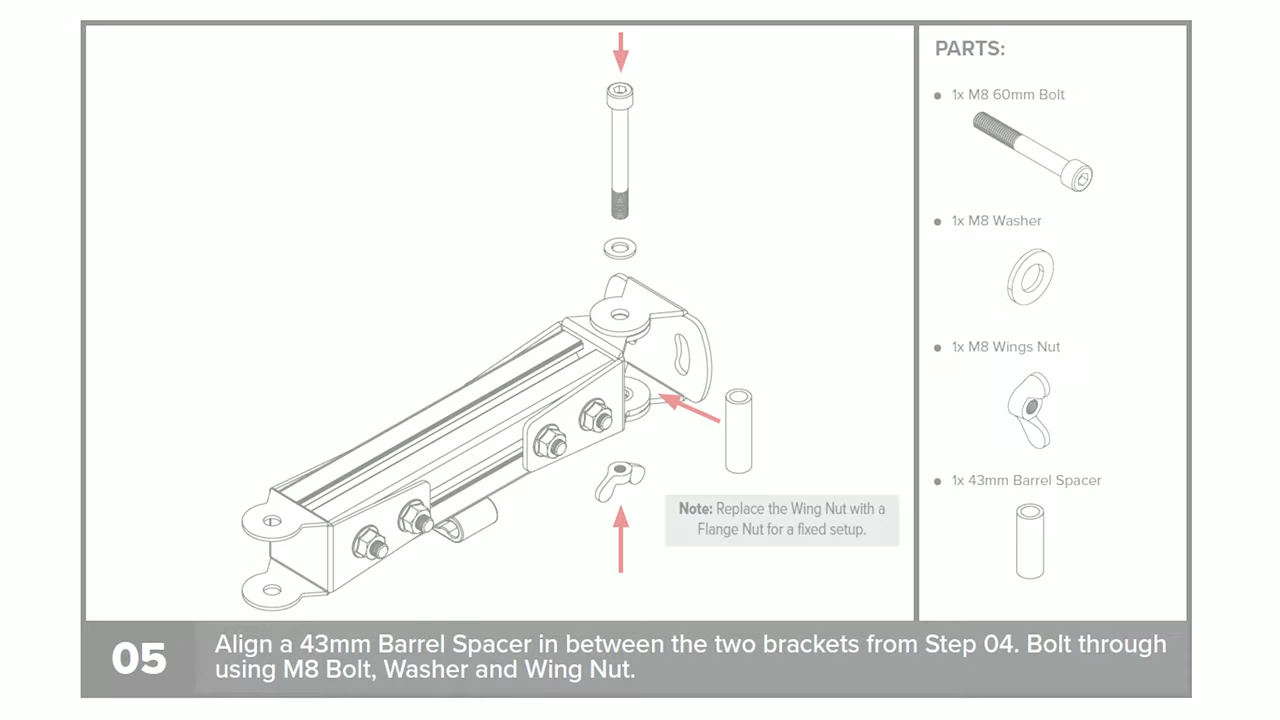 PARTS:
1x M8 60mm Bolt
1x M8 Washer
1x M8 Wings Nut
1x 43mm Barrel Spacer
Note: Replace the Wing Nut with a
Flange Nut for a fixed setup.
05
Align a 43mm Barrel Spacer in between the two brackets from Step 04. Bolt through
using M8 Bolt, Washer and Wing Nut.